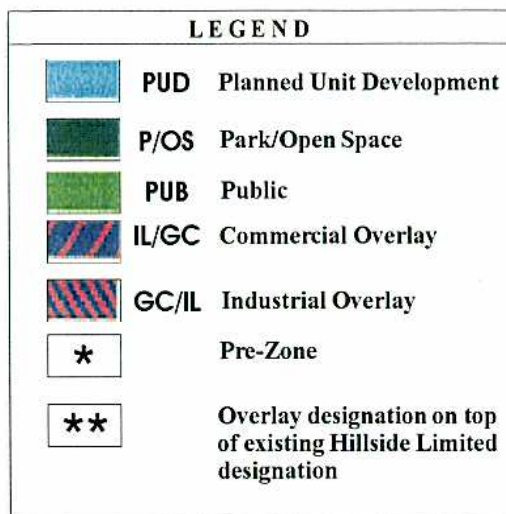 LEGEND
PUD Planned Unit Development
P/OS Park/Open Space
PUB Public
IL/GC Commercial Overlay
GC/IL Industrial Overlay
* Pre-Zone
** Overlay designation on top
of existing Hillside Limited
designation